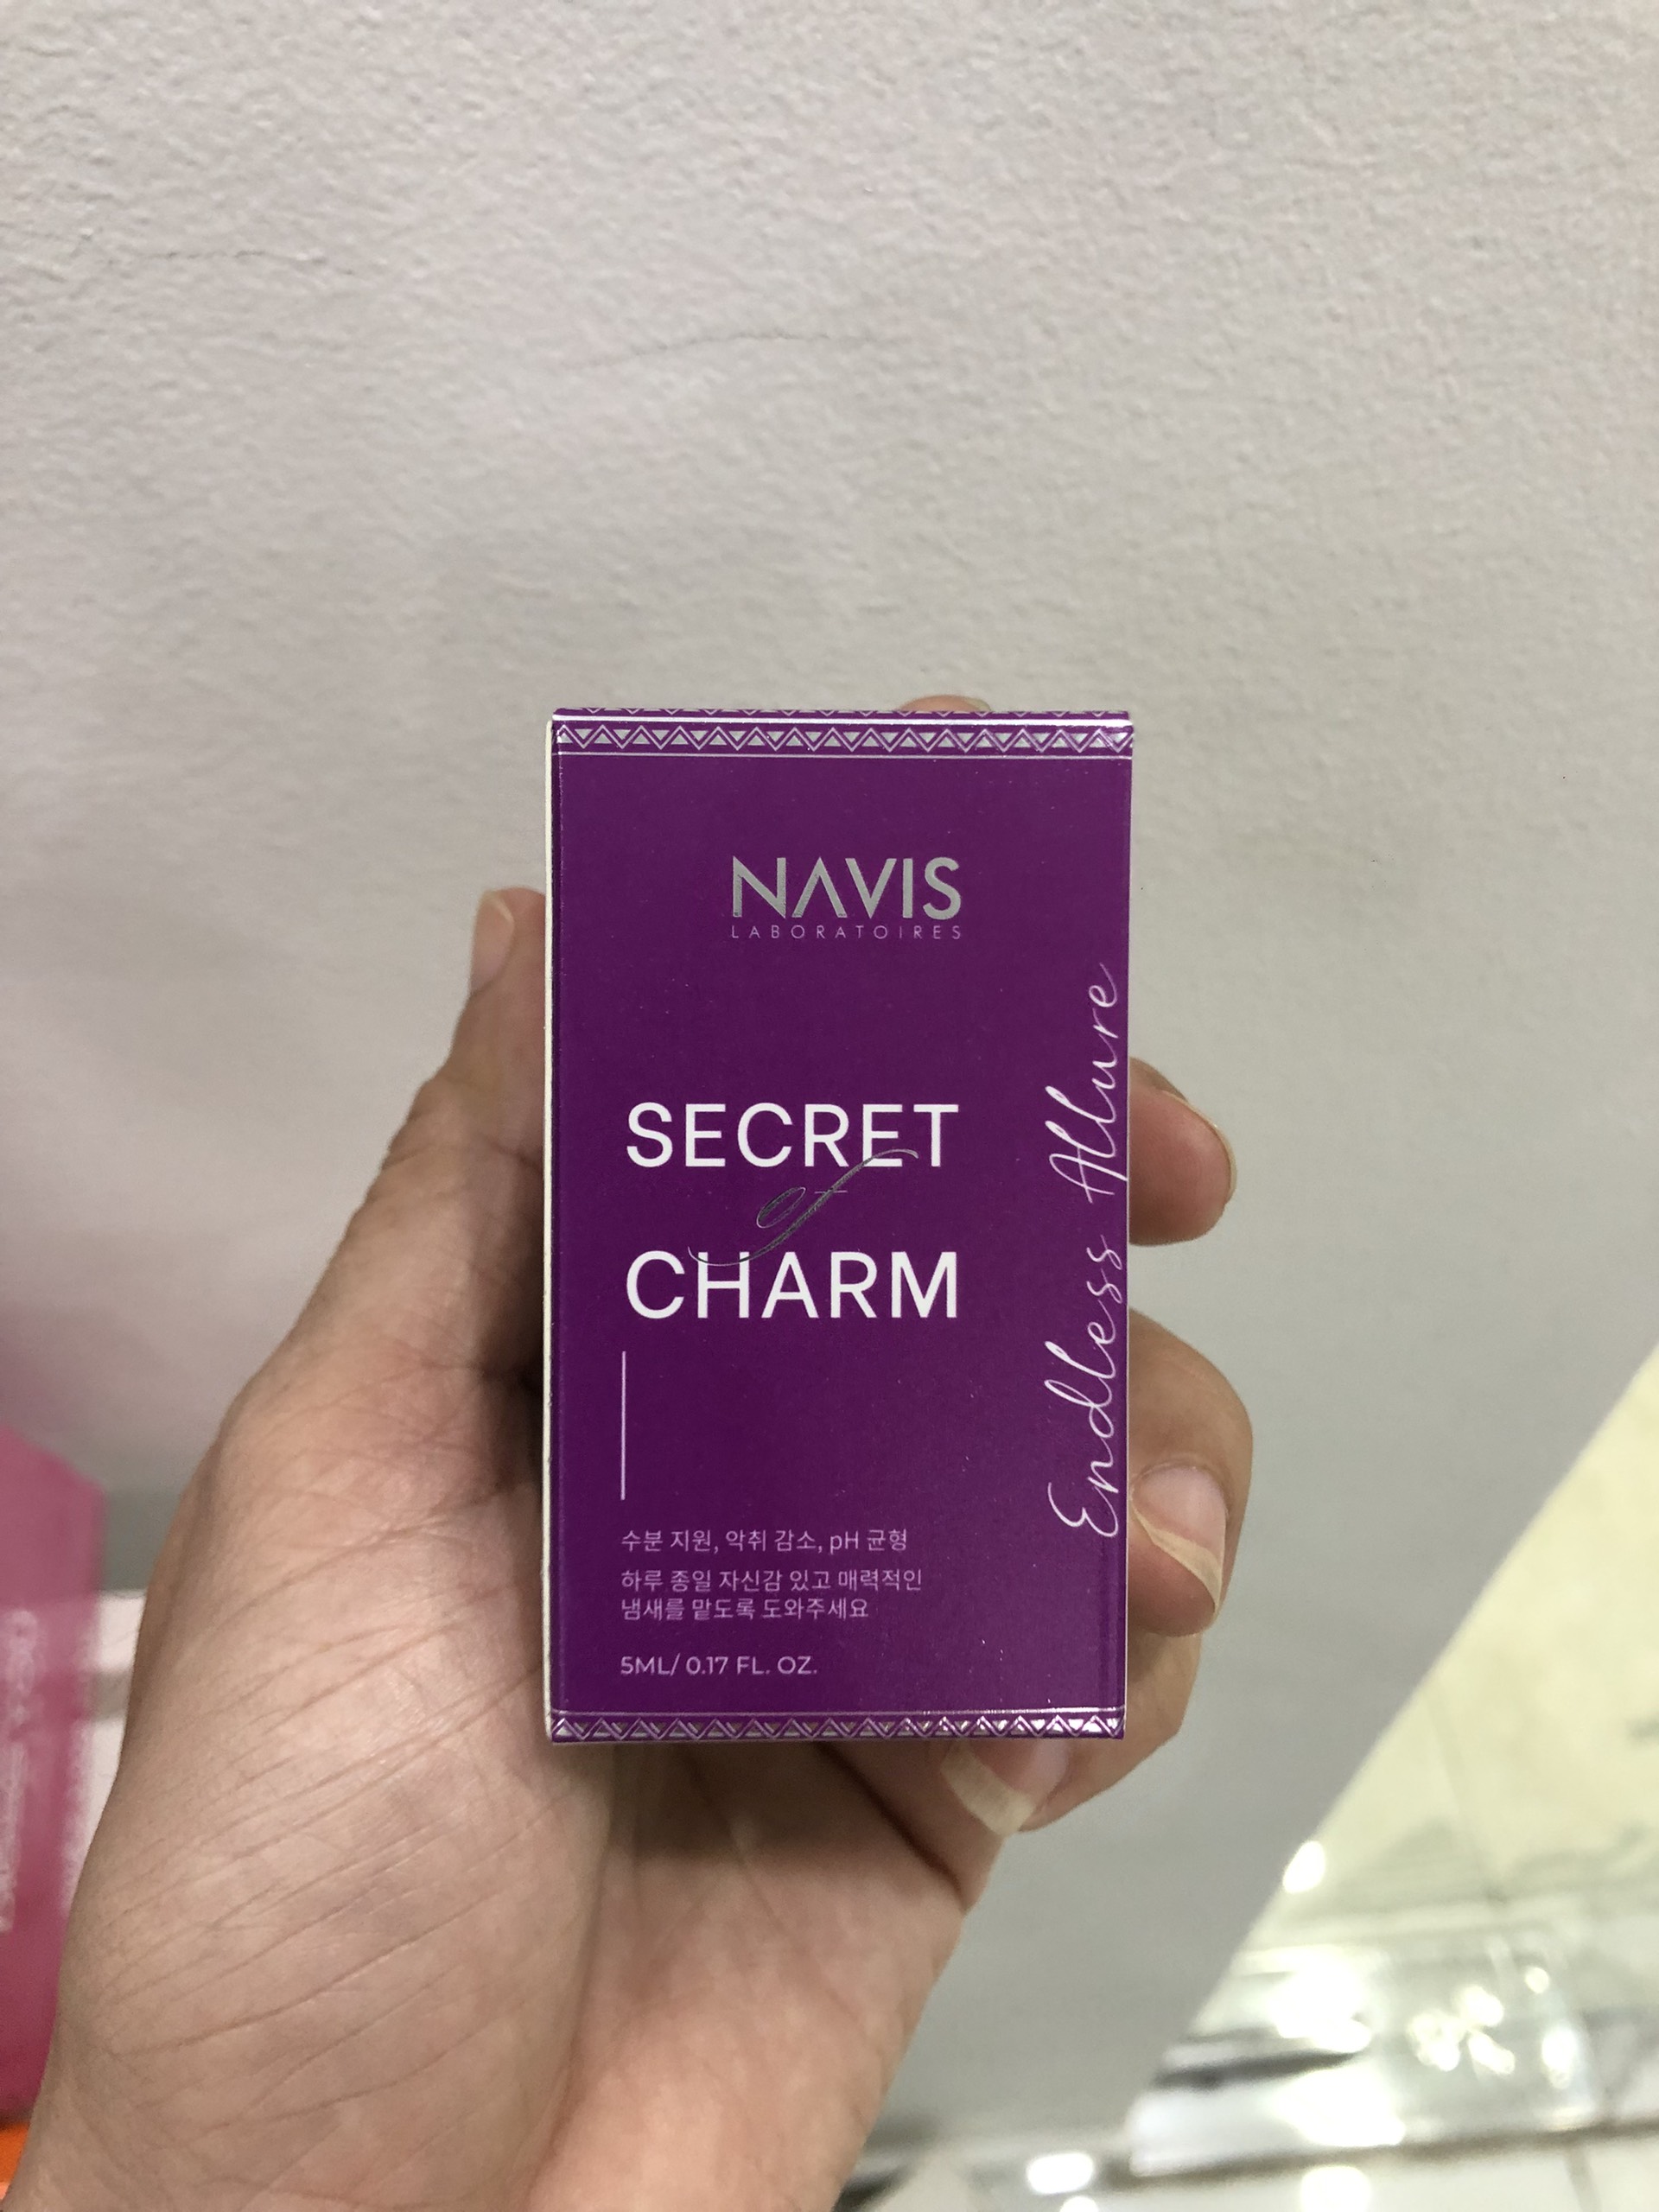 NAVIS
LABORATOIRES
SECRET
of
CHARM
Endless Allure
수분 지원, 악취 감소, pH 균형
하루 종일 자신감 있고 매력적인
냄새를 맡도록 도와주세요
5ML/ 0.17 FL. OZ.